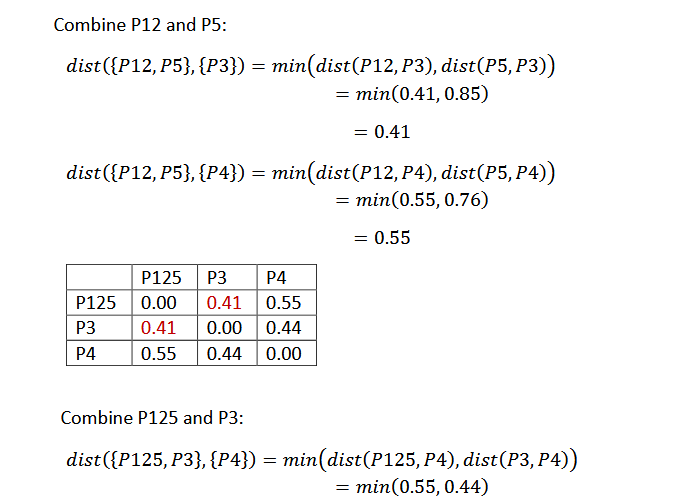 Combine P12 and P5:
dist({P12, P5}, {P3}) = min(dist(P12, P3), dist(P5, P3))
= min(0.41, 0.85)
= 0.41
dist({P12, P5}, {P4}) = min(dist(P12, P4), dist(P5, P4))
= min(0.55, 0.76)
= 0.55
P125 P3 P4
P125 0.00 0.41 0.55
P3 0.41 0.00 0.44
P4 0.55 0.44 0.00
Combine P125 and P3:
dist({P125, P3}, {P4}) = min(dist(P125, P4), dist(P3, P4))
= min(0.55, 0.44)